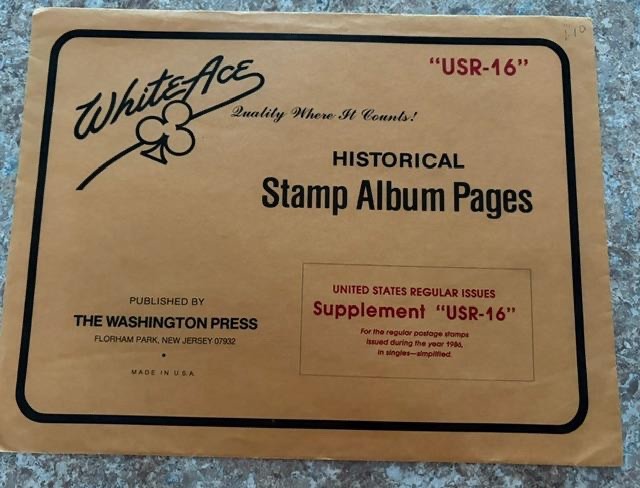 "USR-16"
White Ace
Quality Where It Counts!
HISTORICAL
Stamp Album Pages
UNITED STATES REGULAR ISSUES
Supplement "USR-16"
For the regular postage stamps
issued during the year 1986,
in singles—simplified.
PUBLISHED BY
THE WASHINGTON PRESS
FLORHAM PARK, NEW JERSEY 07932
•
MADE IN U.S.A.